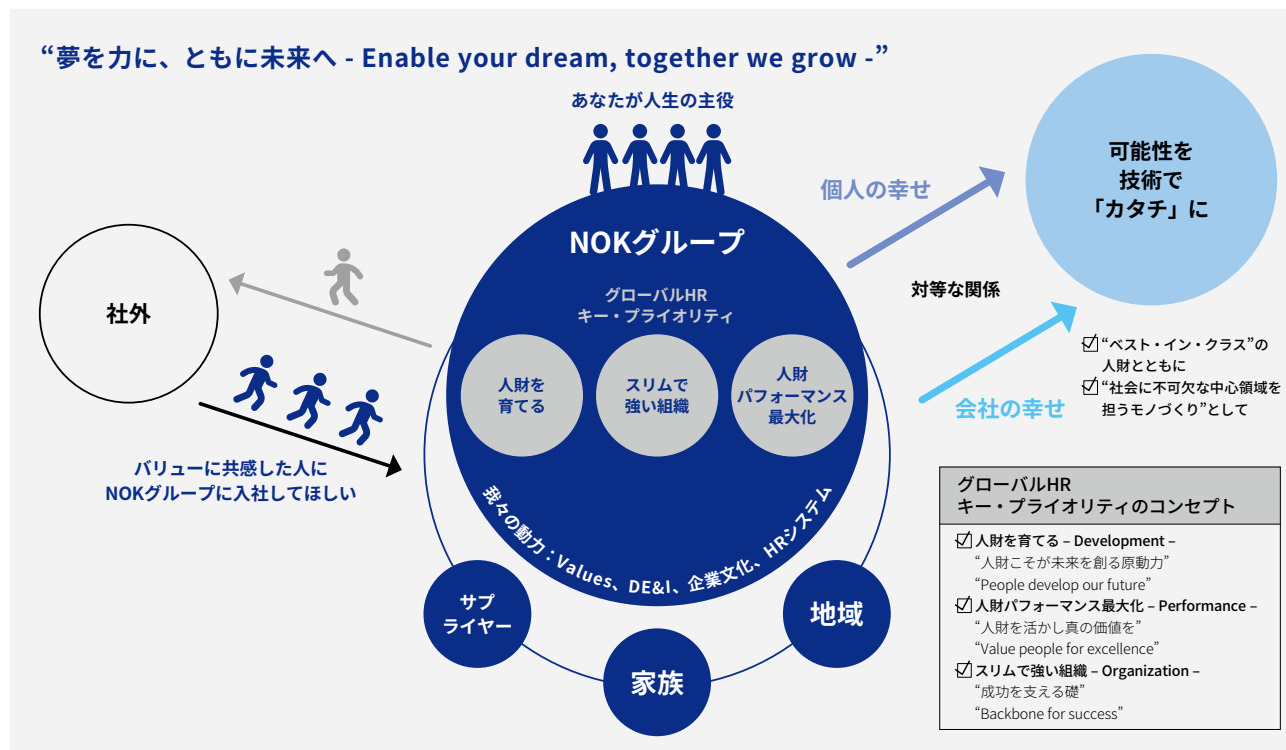 “夢を力に、ともに未来へ - Enable your dream, together we grow -”
あなたが人生の主役
個人の幸せ
可能性を
技術で
「カタチ」に
NOKグループ
社外
グローバルHR
キー・プライオリティ
対等な関係
人財を
育てる
スリムで
強い組織
人財
パフォーマンス
最大化
会社の幸せ
“ベスト・イン・クラス”の
人財とともに
“社会に不可欠な中心領域を
担うモノづくり”として
バリューに共感した人に
NOKグループに入社してほしい
我々の動力：Values、DE&I、企業文化、HRシステム
サプ
ライヤー
家族
地域
グローバルHR
キー・プライオリティのコンセプト
人財を育てる – Development –
“人財こそが未来を創る原動力”
“People develop our future”
人財パフォーマンス最大化 – Performance –
“人財を活かし真の価値を”
“Value people for excellence”
スリムで強い組織 – Organization –
“成功を支える礎”
“Backbone for success”